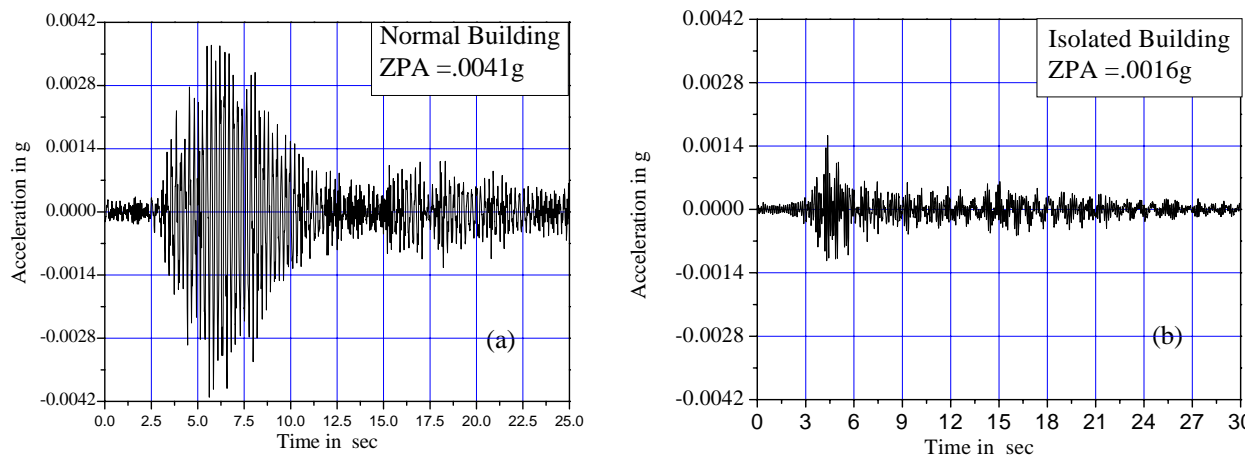 Normal Building
ZPA =.0041g
Acceleration in g
0.0042
0.0028
0.0014
0.0000
-0.0014
-0.0028
-0.0042
(a)
0.0 2.5 5.0 7.5 10.0 12.5 15.0 17.5 20.0 22.5 25.0
Time in sec
Isolated Building
ZPA =.0016g
Acceleration in g
0.0042
0.0028
0.0014
0.0000
-0.0014
-0.0028
-0.0042
(b)
0 3 6 9 12 15 18 21 24 27 30
Time in sec